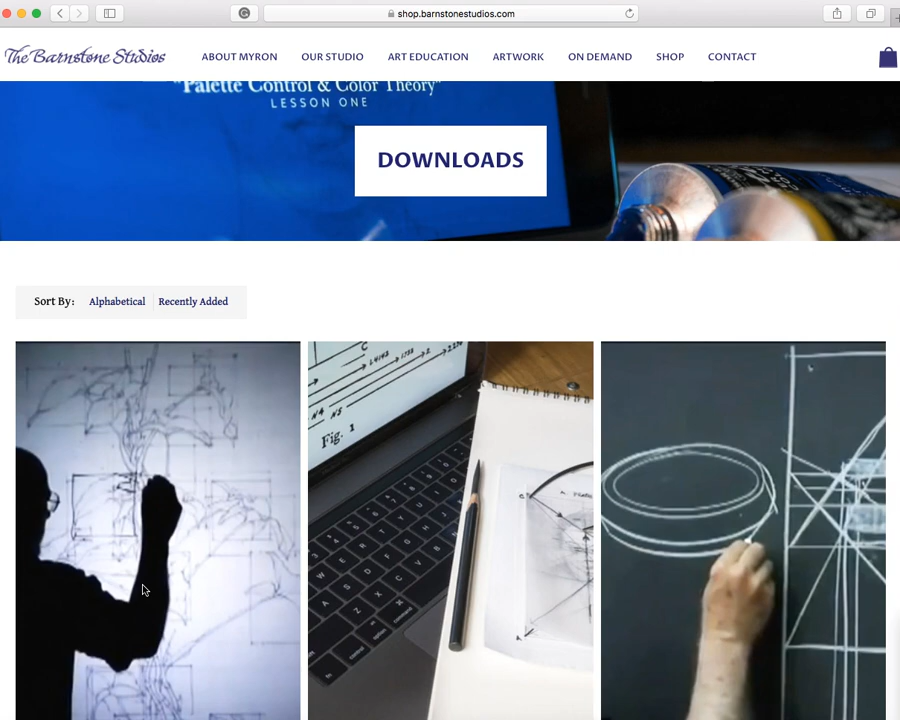 shop.barnstonestudios.com
The Barnstone Studios
ABOUT MYRON
OUR STUDIO
ART EDUCATION
ARTWORK
ON DEMAND
SHOP
CONTACT
"Palette Control & Color Theory"
LESSON ONE
DOWNLOADS
Sort By:
Alphabetical
Recently Added
Fig. 1